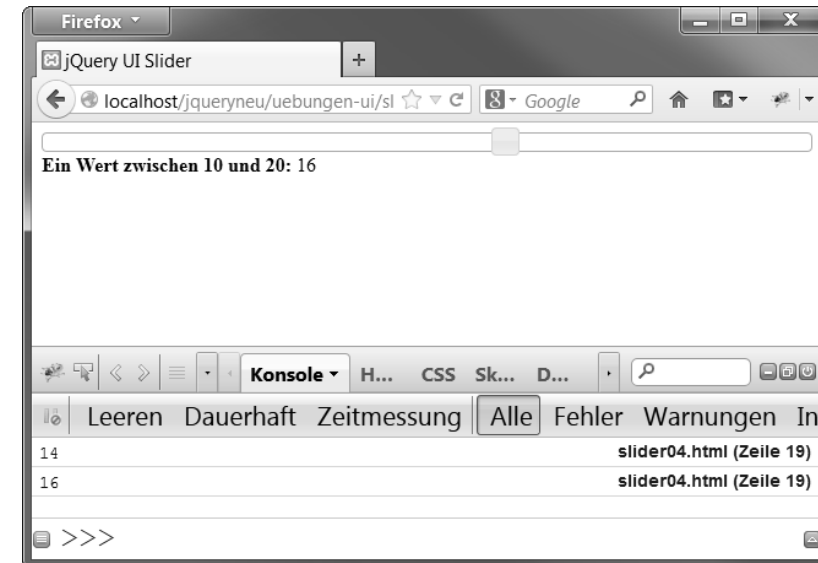 Firefox
jQuery UI Slider +
localhost/jqueryneu/uebungen-ui/sl 8 Google
Ein Wert zwischen 10 und 20: 16
Konsole H... CSS Sk... D...
Leeren Dauerhaft Zeitmessung Alle Fehler Warnungen In
14 slider04.html (Zeile 19)
16 slider04.html (Zeile 19)
>>>